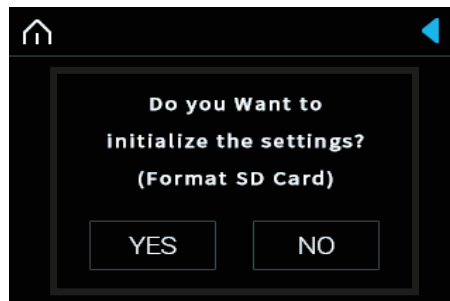 Do you Want to
initialize the settings?
(Format SD Card)
YES NO